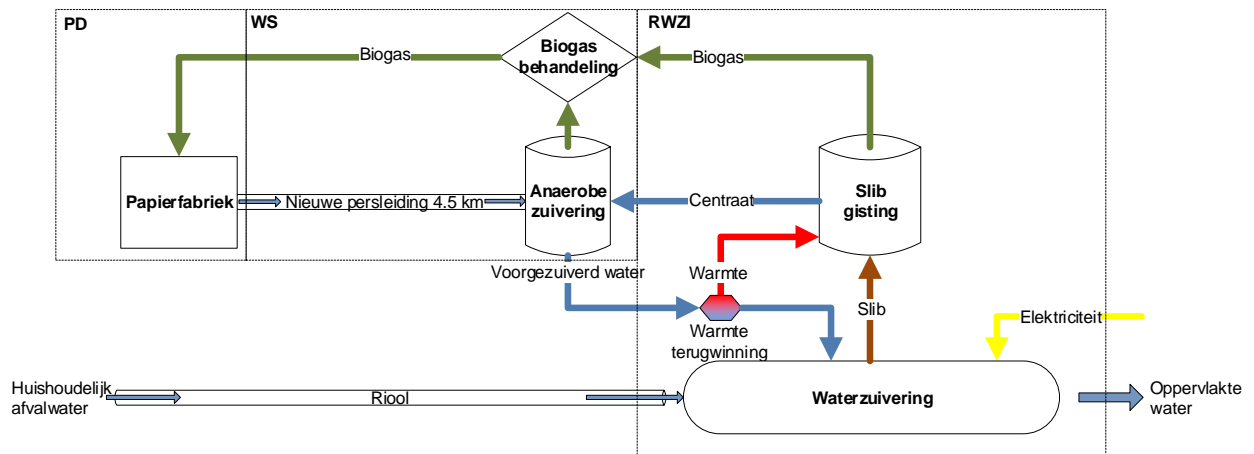 PD
WS
RWZI
Biogas
behandeling
Biogas
Biogas
Papierfabriek
Nieuwe persleiding 4.5 km
Anaerobe
zuivering
Centraat
Slib
gisting
Voorgezuiverd water
Warmte
Slib
Warmte
terugwinning
Elektriciteit
Huishoudelijk
afvalwater
Riool
Waterzuivering
Oppervlakte
water